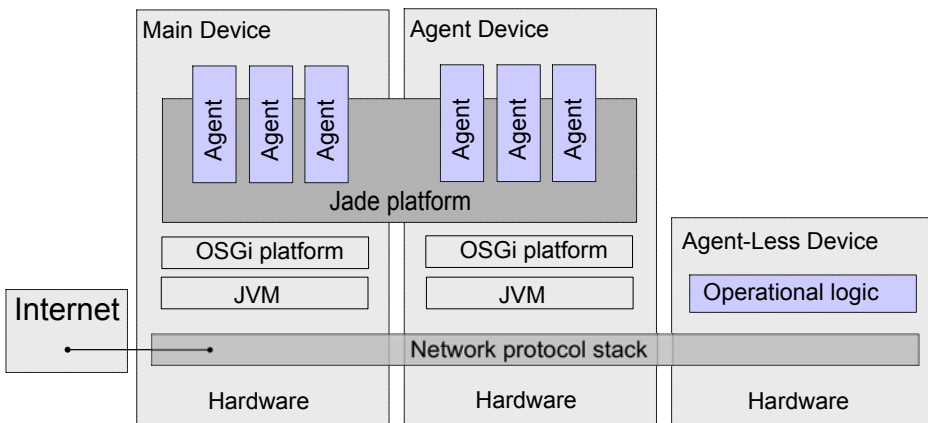 Main Device
Agent Device
Agent
Agent
Agent
Agent
Agent
Agent
Jade platform
OSGi platform
OSGi platform
Agent-Less Device
JVM
JVM
Operational logic
Internet
Network protocol stack
Hardware
Hardware
Hardware